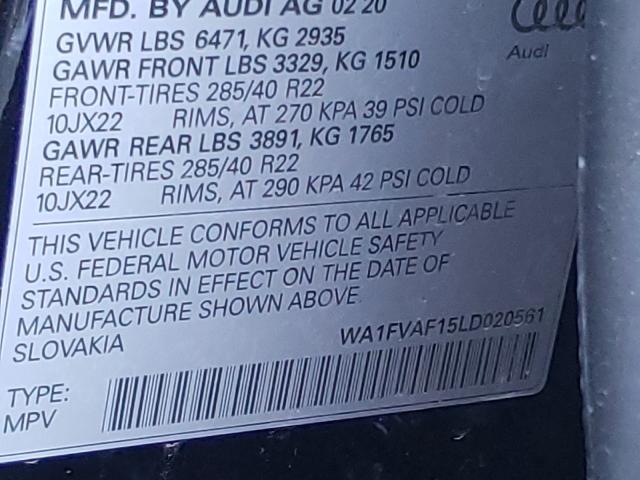 MFD. BY AUDI AG 02 20
GVWR LBS 6471, KG 2935
GAWR FRONT LBS 3329, KG 1510
FRONT-TIRES 285/40 R22
10JX22 RIMS, AT 270 KPA 39 PSI COLD
GAWR REAR LBS 3891, KG 1765
REAR-TIRES 285/40 R22
10JX22 RIMS, AT 290 KPA 42 PSI COLD
Audi
THIS VEHICLE CONFORMS TO ALL APPLICABLE
U.S. FEDERAL MOTOR VEHICLE SAFETY
STANDARDS IN EFFECT ON THE DATE OF
MANUFACTURE SHOWN ABOVE.
SLOVAKIA
WA1FVAF15LD020561
TYPE:
MPV